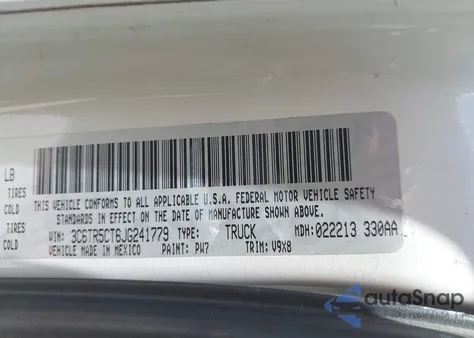 LB
TIRES
COLD
TIRES
COLD
THIS VEHICLE CONFORMS TO ALL APPLICABLE U.S.A. FEDERAL MOTOR VEHICLE SAFETY
STANDARDS IN EFFECT ON THE DATE OF MANUFACTURE SHOWN ABOVE.
VIN: 3C6TR5CT6JG241779 TYPE: TRUCK MDH: 022213 330AA
VEHICLE MADE IN MEXICO PAINT: PW7 TRIM: V9X8
autoSnap